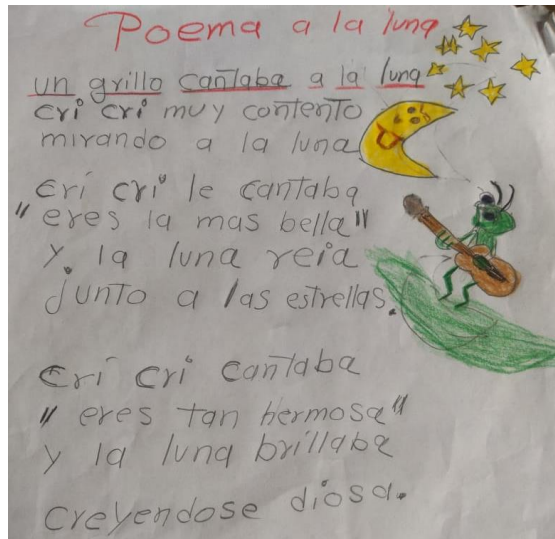 Poema a la luna
un grillo cantaba a la luna
cri cri muy contento
mirando a la luna
cri cri le cantaba
"eres la mas bella"
y la luna reia
junto a las estrellas.
cri cri cantaba
"eres tan hermosa"
y la luna brillaba
creyendose diosa.